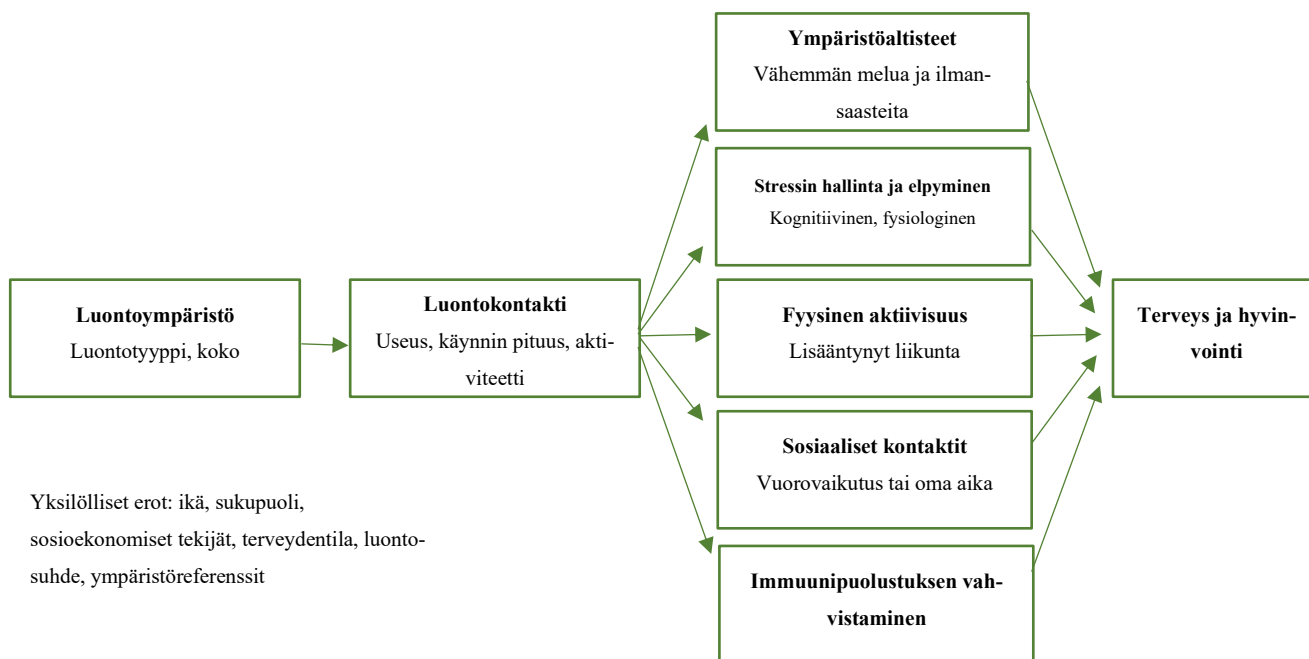 Ympäristöaltisteet
Vähemmän melua ja ilman-
saasteita
Stressin hallinta ja elpyminen
Kognitiivinen, fysiologinen
Luontoympäristö
Luontotyyppi, koko
Luontokontakti
Useus, käynnin pituus, akti-
viteetti
Fyysinen aktiivisuus
Lisääntynyt liikunta
Terveys ja hyvin-
vointi
Sosiaaliset kontaktit
Vuorovaikutus tai oma aika
Yksilölliset erot: ikä, sukupuoli,
sosioekonomiset tekijät, terveydentila, luonto-
suhde, ympäristöreferenssit
Immuunipuolustuksen vah-
vistaminen